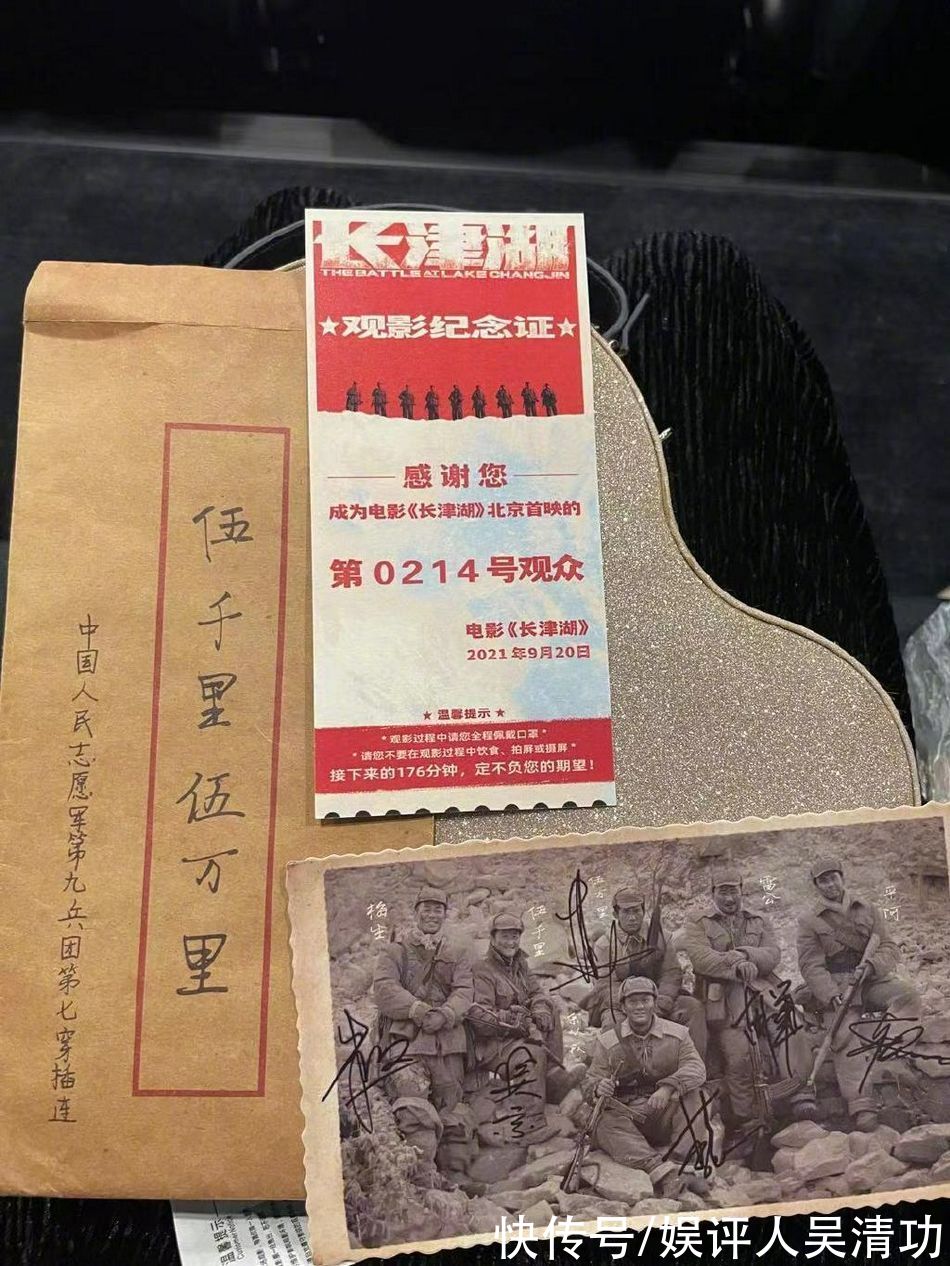 长津湖
THE BATTLE AT LAKE CHANGJIN
★观影纪念证★
感谢您
成为电影《长津湖》北京首映的
第0214号观众
电影《长津湖》
2021年9月20日
★ 温馨提示 ★
*观影过程中请您全程佩戴口罩*
*请您不要在观影过程中饮食、拍屏或摄屏*
接下来的176分钟，定不负您的期望！
伍千里 伍万里
中国人民志愿军第九兵团第七穿插连
梅生
伍千里
伍万里
雷公
平河
温馨提示
快传号/娱评人吴清功